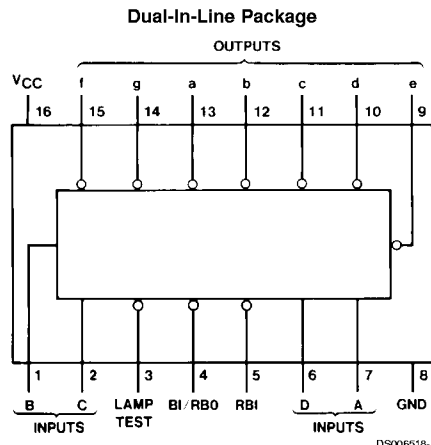 Dual-In-Line Package
OUTPUTS
VCC f g a b c d e
16 15 14 13 12 11 10 9
1 2 3 4 5 6 7 8
B C LAMP TEST BI/RBO RBI D A GND
INPUTS INPUTS
DS006518-